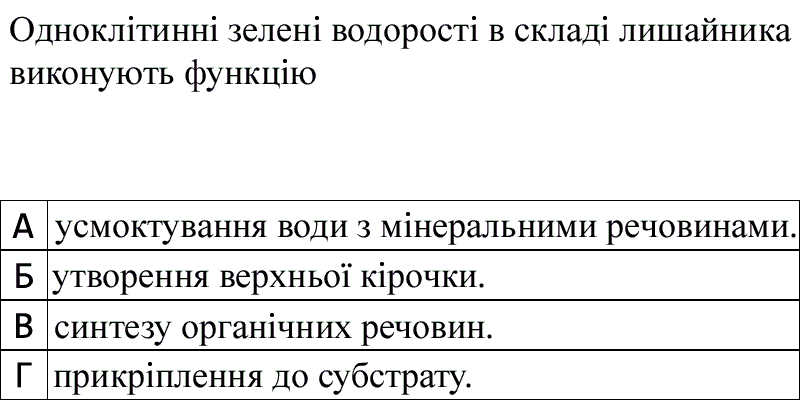 Одноклітинні зелені водорості в складі лишайника
виконують функцію
А усмоктування води з мінеральними речовинами.
Б утворення верхньої кірочки.
В синтезу органічних речовин.
Г прикріплення до субстрату.